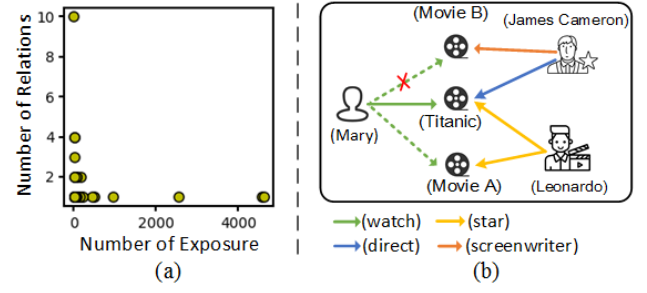 10
8
6
4
2
Number of Relations
0
2000
4000
Number of Exposure
(a)
(Movie B)
(James Cameron)
(Mary)
(Titanic)
(Movie A)
(Leonardo)
(watch)
(star)
(direct)
(screenwriter)
(b)